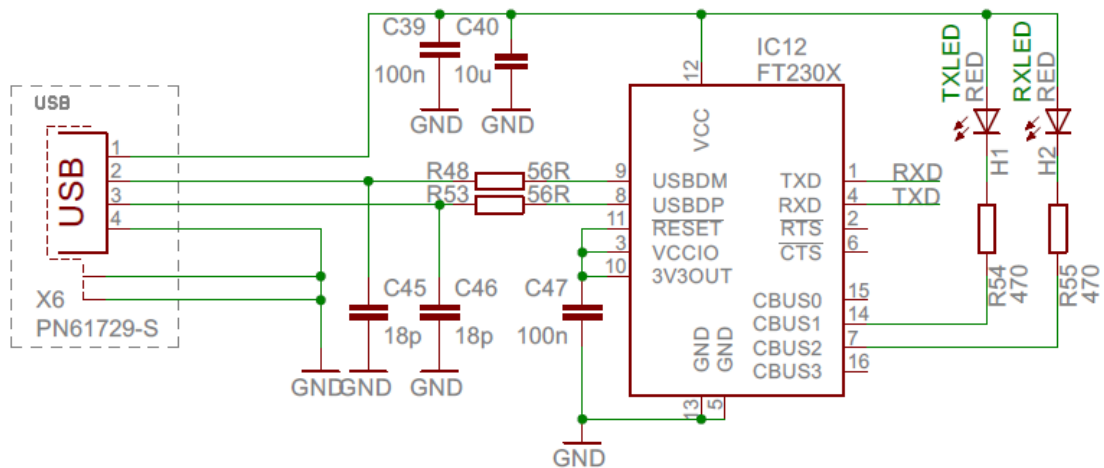 C39
C40
100n
10u
GND
GND
IC12
FT230X
12
VCC
TXLED
RED
RXLED
RED
H1
H2
USB
USB
1
2
3
4
X6
PN61729-S
R48
56R
R53
56R
9
USBDM
TXD
1
RXD
8
USBDP
RXD
4
TXD
11
RESET
RTS
2
3
VCCIO
CTS
6
10
3V3OUT
R54
470
R55
470
C45
18p
C46
18p
C47
100n
CBUS0
15
CBUS1
14
CBUS2
7
CBUS3
16
GND
GND
13
5
GND
GND
GND
GND